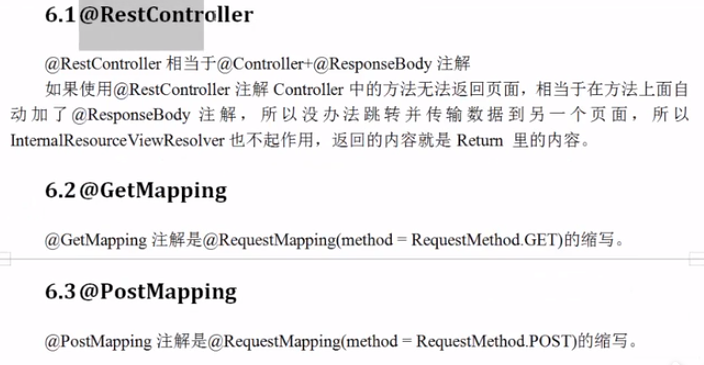 6.1@RestController
@RestController 相当于@Controller+@ResponseBody 注解
如果使用@RestController 注解 Controller 中的方法无法返回页面，相当于在方法上面自
动加了@ResponseBody 注解，所以没办法跳转并传输数据到另一个页面，所以
InternalResourceViewResolver 也不起作用，返回的内容就是 Return 里的内容。
6.2@GetMapping
@GetMapping 注解是@RequestMapping(method = RequestMethod.GET)的缩写。
6.3@PostMapping
@PostMapping 注解是@RequestMapping(method = RequestMethod.POST)的缩写。